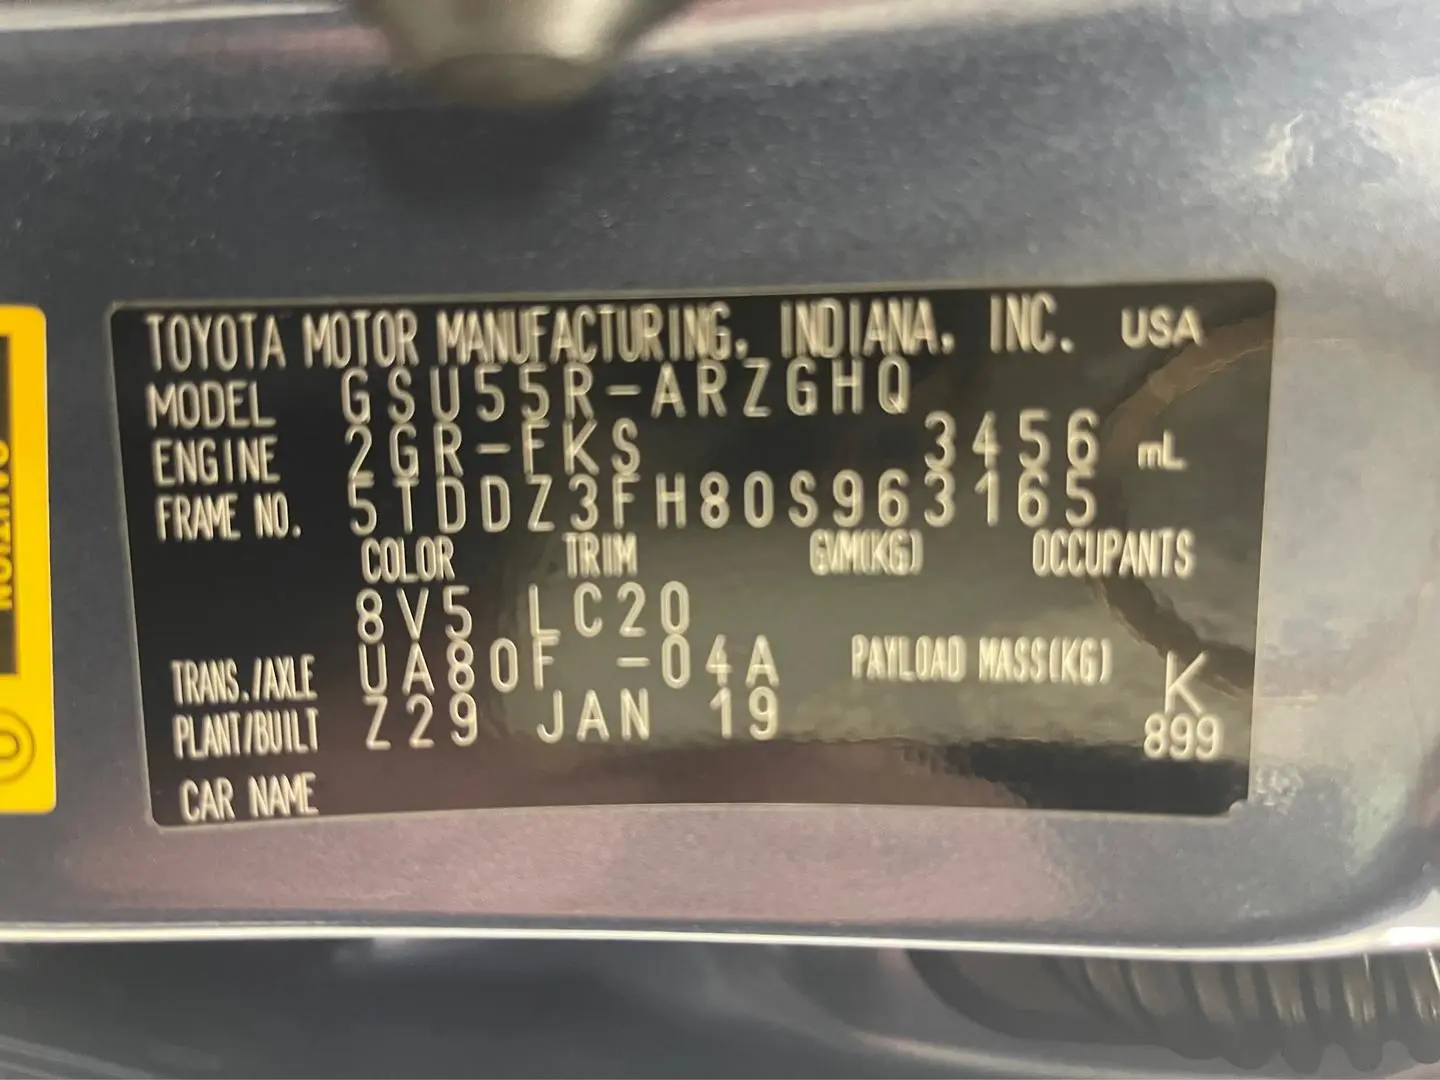 TOYOTA MOTOR MANUFACTURING, INDIANA, INC. USA
MODEL GSU55R-ARZGHQ
ENGINE 2GR-FKS 3456 mL
FRAME NO. 5TDDZ3FH80S963165
COLOR TRIM GVM(KG) OCCUPANTS
8V5 LC20
TRANS./AXLE UA80F -04A PAYLOAD MASS(KG) K
PLANT/BUILT Z29 JAN 19 899
CAR NAME
CAUTION